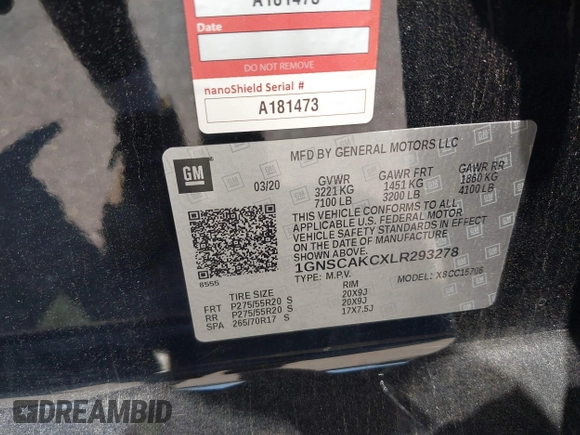 A181473
Date
DO NOT REMOVE
nanoShield Serial #
A181473
GM
MFD BY GENERAL MOTORS LLC
03/20
GVWR GAWR FRT GAWR RR
3221 KG 1451 KG 1860 KG
7100 LB 3200 LB 4100 LB
THIS VEHICLE CONFORMS TO ALL
APPLICABLE U.S. FEDERAL MOTOR
VEHICLE SAFETY STANDARDS IN EFFECT
ON THE DATE OF MANUFACTURE
SHOWN ABOVE.
1GNSCAKCXLR293278
TYPE: M.P.V.
8555
TIRE SIZE RIM
FRT P275/55R20 S 20X9J
RR P275/55R20 S 20X9J
SPA 265/70R17 S 17X7.5J
DREAMBID